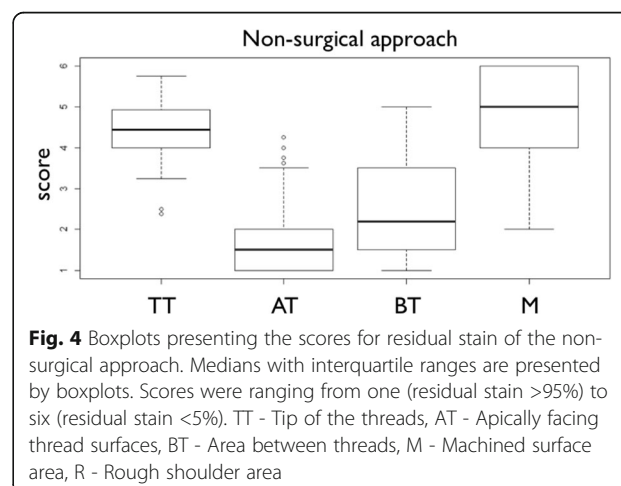 Non-surgical approach
score
6
5
4
3
2
1
TT AT BT M
Fig. 4 Boxplots presenting the scores for residual stain of the non-
surgical approach. Medians with interquartile ranges are presented
by boxplots. Scores were ranging from one (residual stain >95%) to
six (residual stain <5%). TT - Tip of the threads, AT - Apically facing
thread surfaces, BT - Area between threads, M - Machined surface
area, R - Rough shoulder area